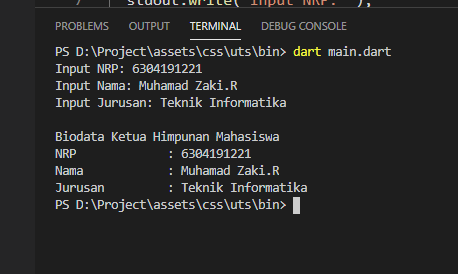 7 stdout.write('Input NRP: ');
PROBLEMS OUTPUT TERMINAL DEBUG CONSOLE
PS D:\Project\assets\css\uts\bin> dart main.dart
Input NRP: 6304191221
Input Nama: Muhamad Zaki.R
Input Jurusan: Teknik Informatika
Biodata Ketua Himpunan Mahasiswa
NRP : 6304191221
Nama : Muhamad Zaki.R
Jurusan : Teknik Informatika
PS D:\Project\assets\css\uts\bin>